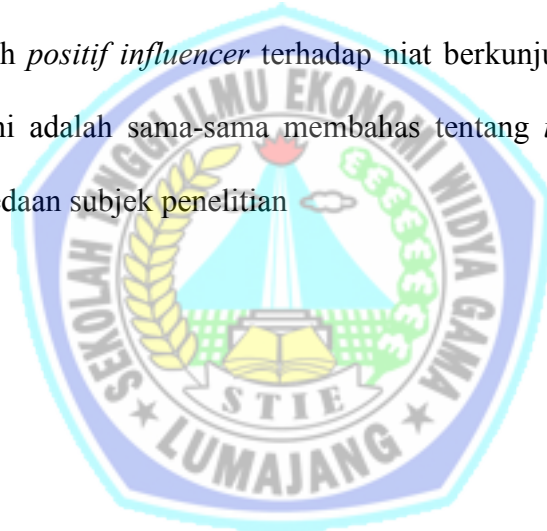 h positif influencer terhadap niat berkunju
ni adalah sama-sama membahas tentang i
edaan subjek penelitian
SEKOLAH TINGGI ILMU EKONOMI WIDYA GAMA
STIE
LUMAJANG